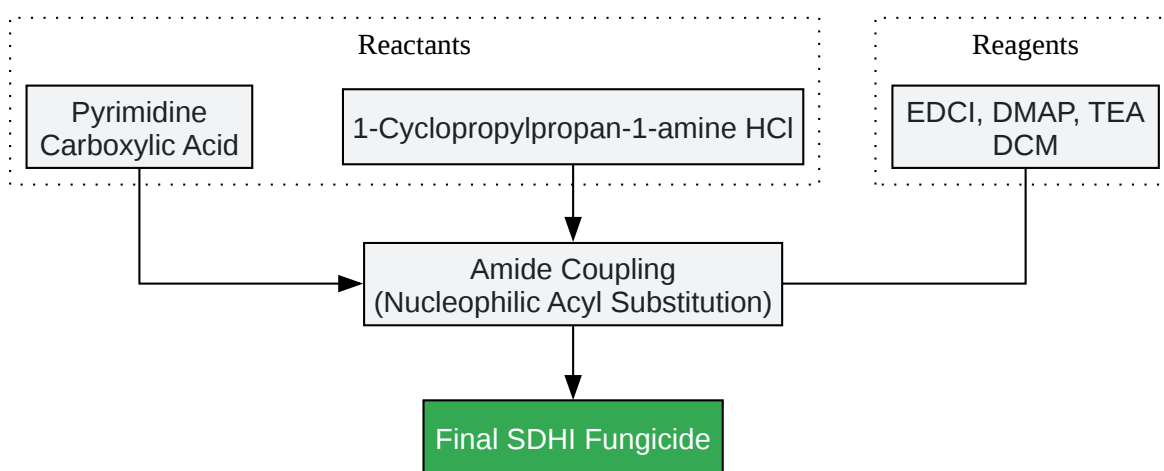 Reactants
Reagents
Pyrimidine
Carboxylic Acid
1-Cyclopropylpropan-1-amine HCl
EDCI, DMAP, TEA
DCM
Amide Coupling
(Nucleophilic Acyl Substitution)
Final SDHI Fungicide